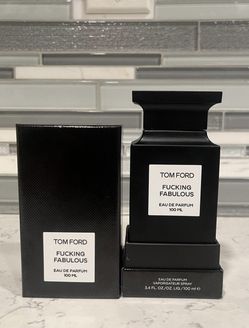 TOM FORD
FUCKING
FABULOUS
EAU DE PARFUM
100 ML
TOM FORD
FUCKING
FABULOUS
EAU DE PARFUM
100 ML
EAU DE PARFUM
VAPORISATEUR SPRAY
3.4 FL.OZ./OZ. LIQ./100 ml ℮